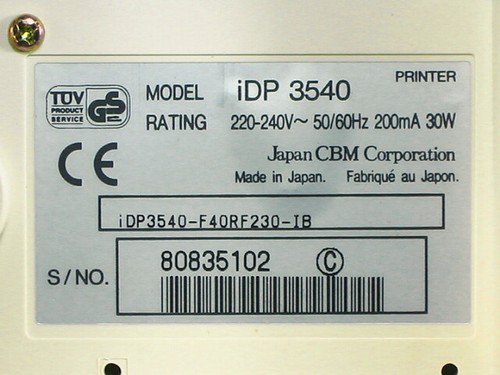 PRINTER
TÜV
PRODUCT
SERVICE
GS
MODEL iDP 3540
RATING 220-240V~ 50/60Hz 200mA 30W
CE
Japan CBM Corporation
Made in Japan. Fabriqué au Japon.
iDP3540-F40RF230-IB
S/NO. 80835102 Ⓒ